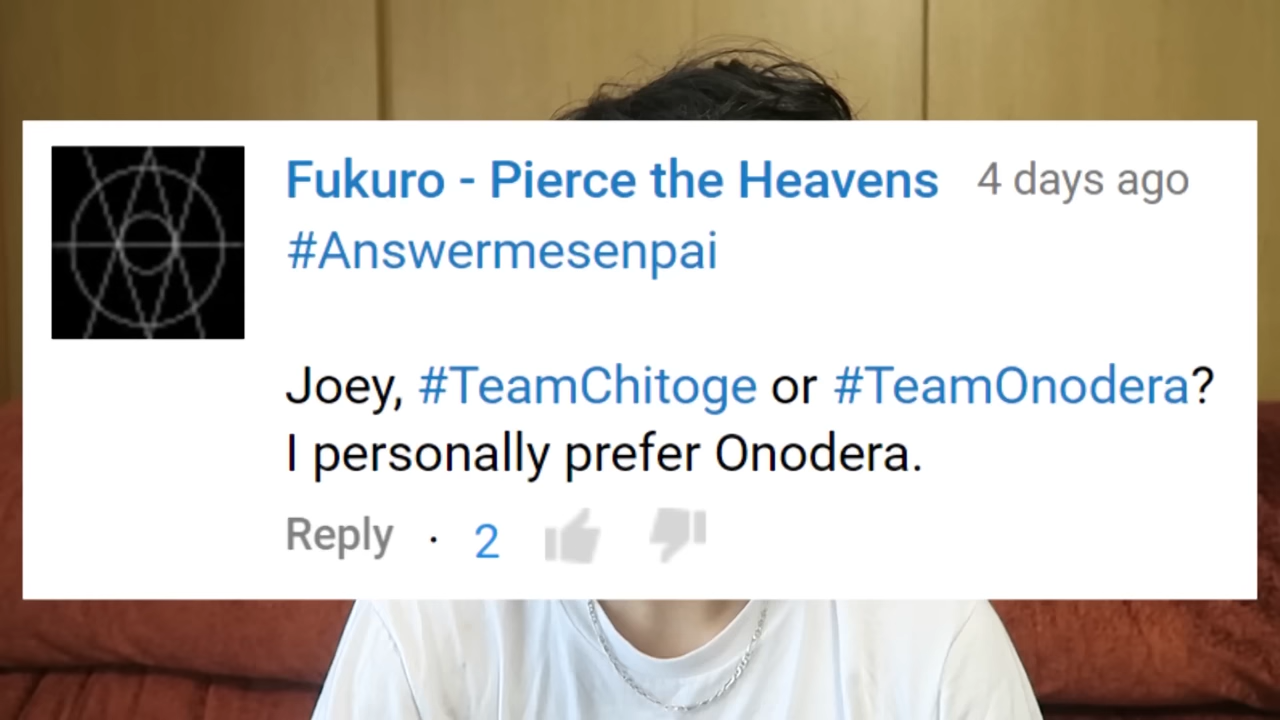 Fukuro - Pierce the Heavens 4 days ago
#Answermesenpai
Joey, #TeamChitoge or #TeamOnodera?
I personally prefer Onodera.
Reply · 2